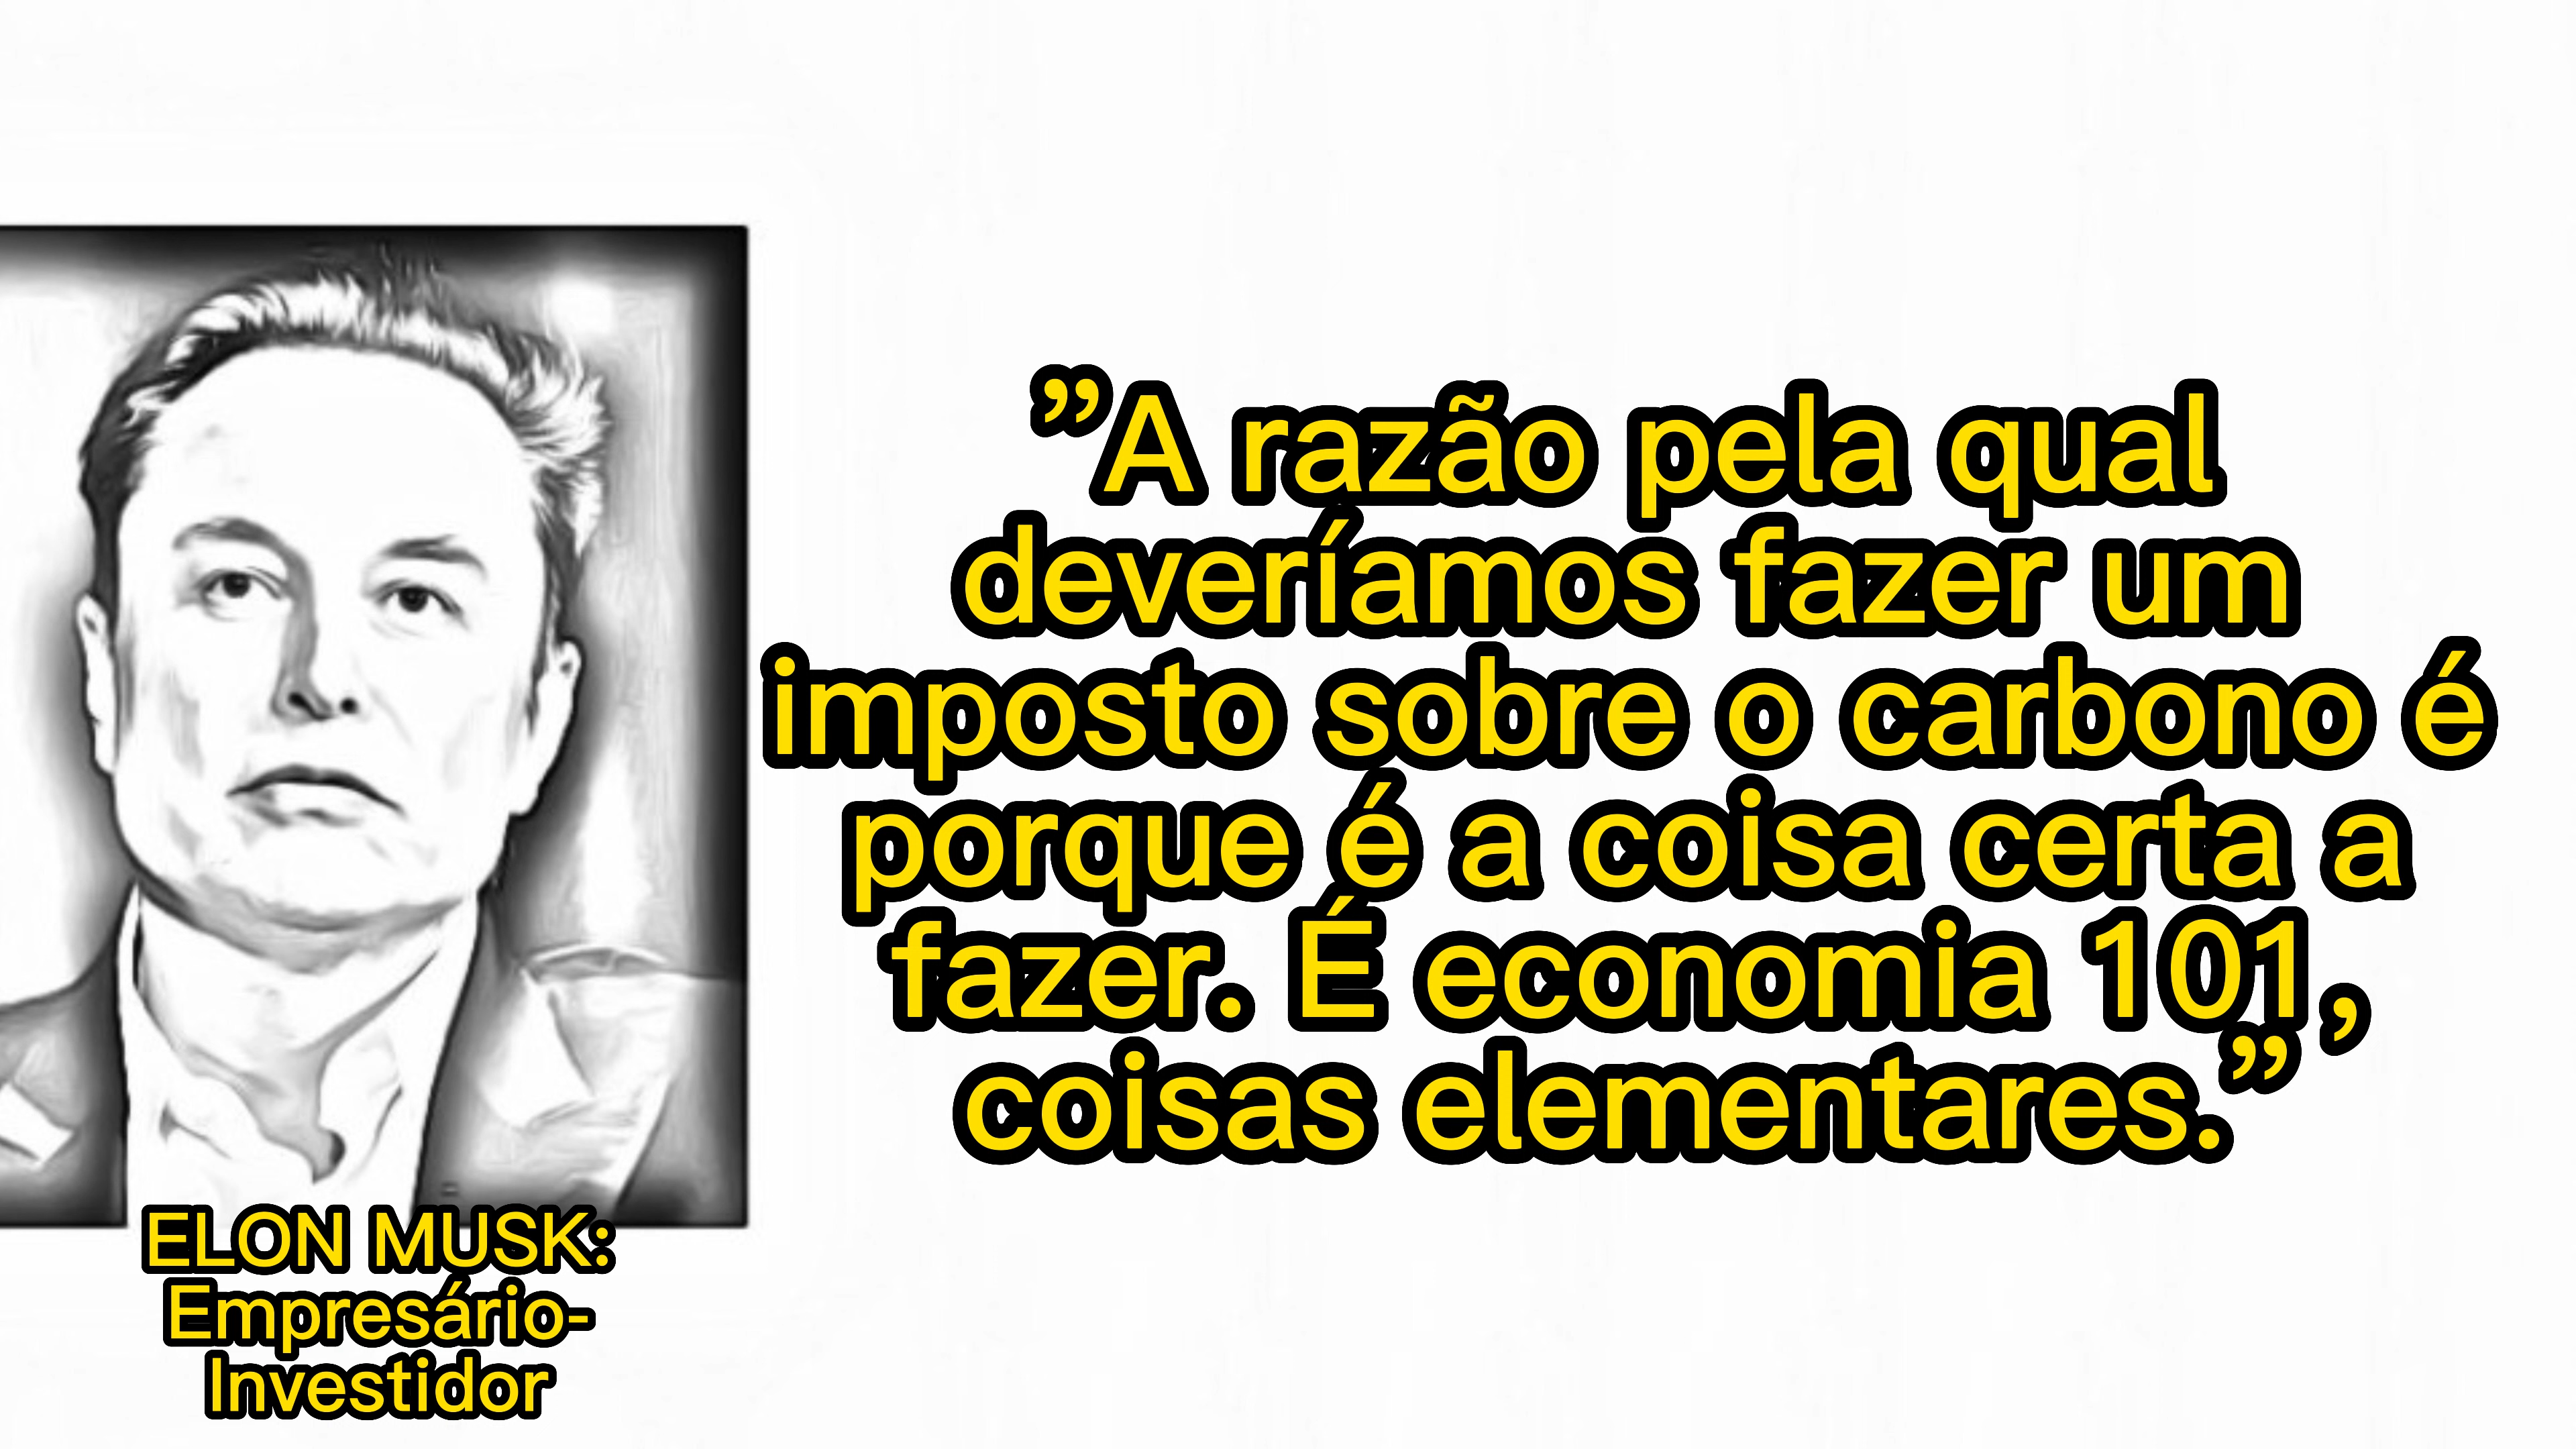 ”A razão pela qual
deveríamos fazer um
imposto sobre o carbono é
porque é a coisa certa a
fazer. É economia 101,
coisas elementares.”
ELON MUSK:
Empresário-
Investidor